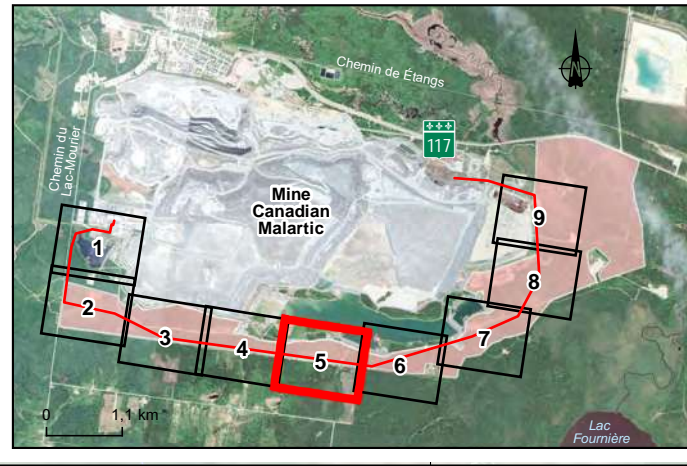 Chemin de Étangs
117
Chemin du
Lac-Mourier
Mine
Canadian
Malartic
1
2
3
4
5
6
7
8
9
0 1,1 km
Lac
Fournière